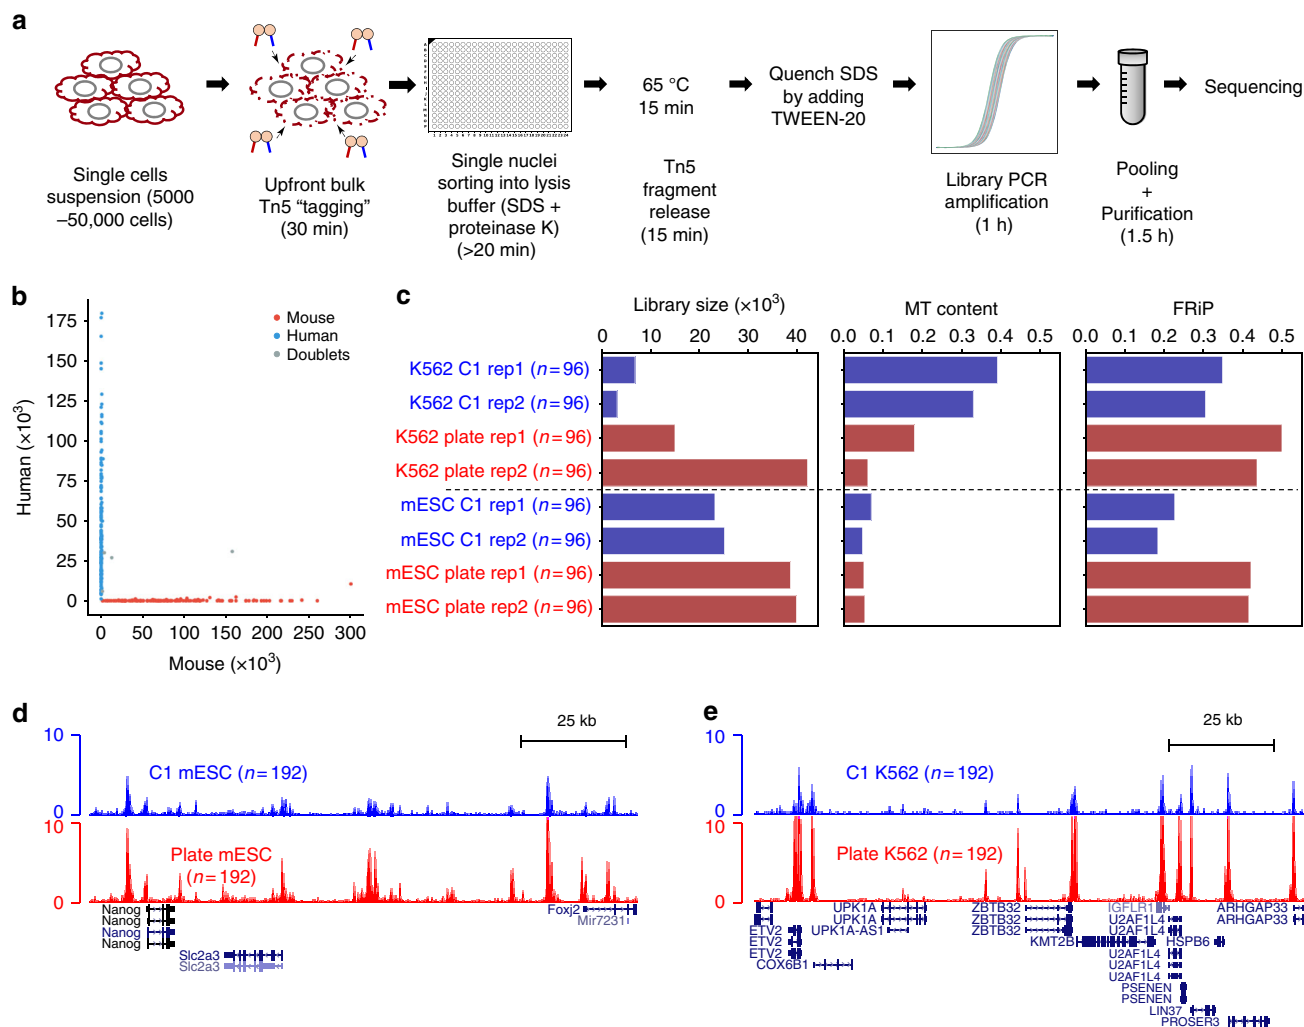 a
Single cells
suspension (5000
–50,000 cells)
Upfront bulk
Tn5 “tagging”
(30 min)
Single nuclei
sorting into lysis
buffer (SDS +
proteinase K)
(>20 min)
65 °C
15 min
Tn5
fragment
release
(15 min)
Quench SDS
by adding
TWEEN-20
Library PCR
amplification
(1 h)
Pooling
+
Purification
(1.5 h)
Sequencing
b
Human (×10³)
175
150
125
100
75
50
25
0
Mouse
Human
Doublets
0 50 100 150 200 250 300
Mouse (×10³)
c
Library size (×10³)
0 10 20 30 40
MT content
0.0 0.1 0.2 0.3 0.4 0.5
FRiP
0.0 0.1 0.2 0.3 0.4 0.5
K562 C1 rep1 (n=96)
K562 C1 rep2 (n=96)
K562 plate rep1 (n=96)
K562 plate rep2 (n=96)
mESC C1 rep1 (n=96)
mESC C1 rep2 (n=96)
mESC plate rep1 (n=96)
mESC plate rep2 (n=96)
d
25 kb
10
C1 mESC (n=192)
0
10
Plate mESC
(n=192)
0
Nanog
Nanog
Nanog
Nanog
Slc2a3
Slc2a3
Foxj2
Mir7231
e
25 kb
10
C1 K562 (n=192)
0
10
Plate K562 (n=192)
0
UPK1A ZBTB32 IGFLR1 ARHGAP33
UPK1A ZBTB32 U2AF1L4 ARHGAP33
ETV2 UPK1A-AS1 ZBTB32 U2AF1L4
ETV2 KMT2B HSPB6
ETV2 U2AF1L4
COX6B1 U2AF1L4
U2AF1L4
PSENEN
PSENEN
LIN37
PROSER3